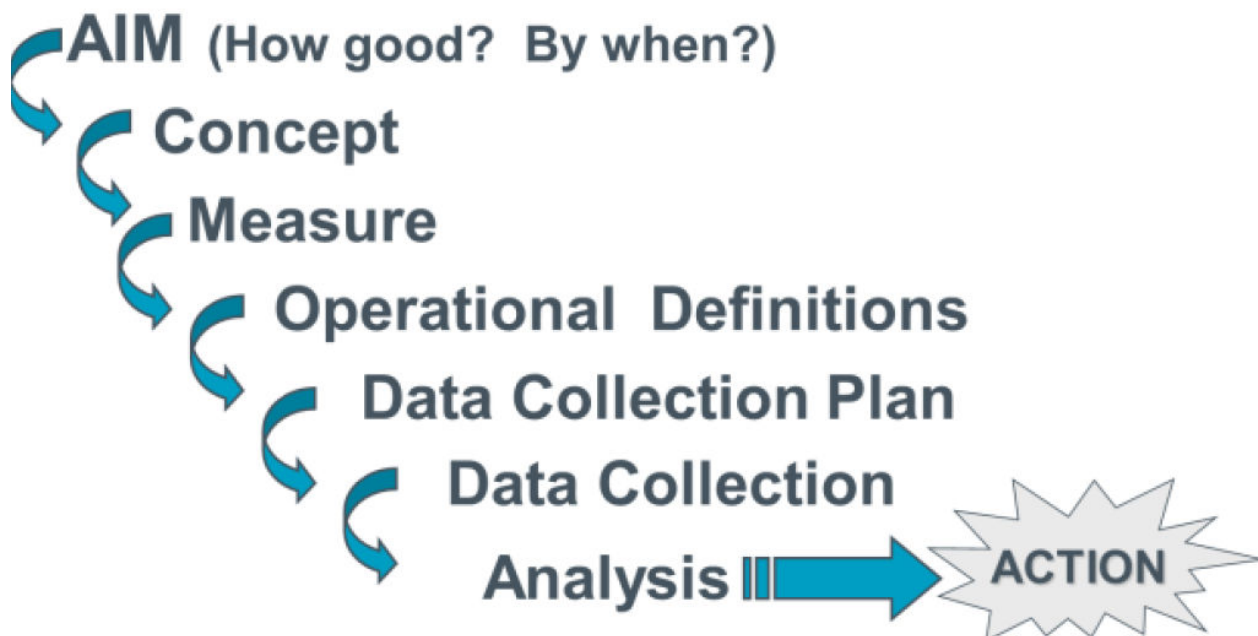 AIM (How good? By when?)
Concept
Measure
Operational Definitions
Data Collection Plan
Data Collection
Analysis
ACTION